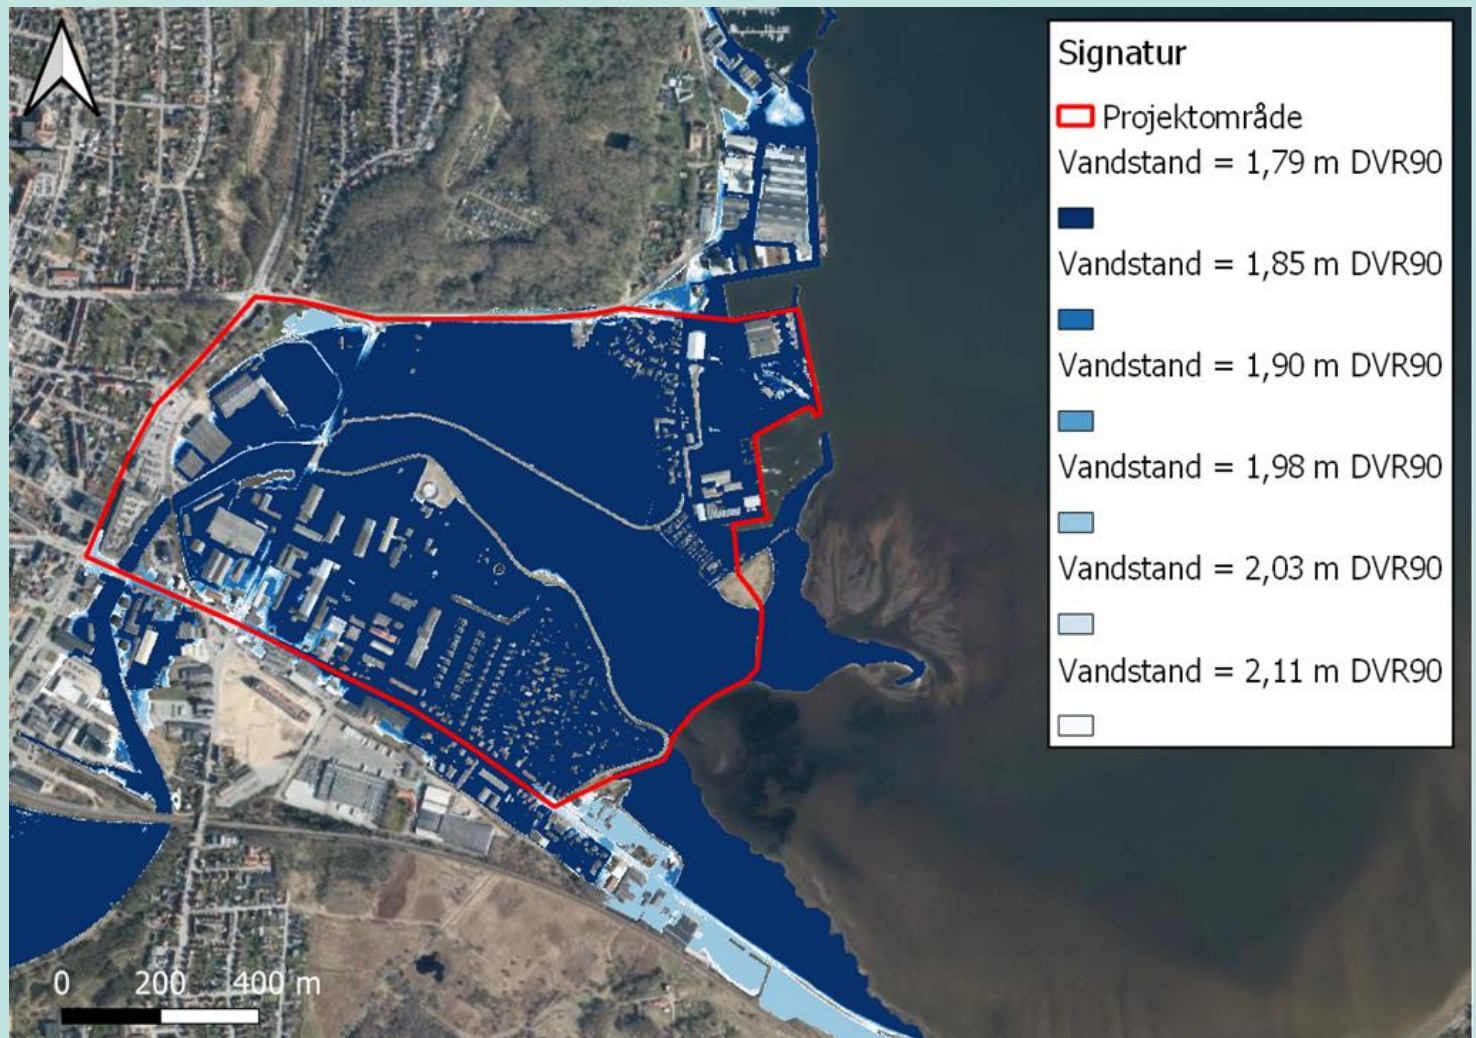 Signatur
Projektområde
Vandstand = 1,79 m DVR90
Vandstand = 1,85 m DVR90
Vandstand = 1,90 m DVR90
Vandstand = 1,98 m DVR90
Vandstand = 2,03 m DVR90
Vandstand = 2,11 m DVR90
0 200 400 m